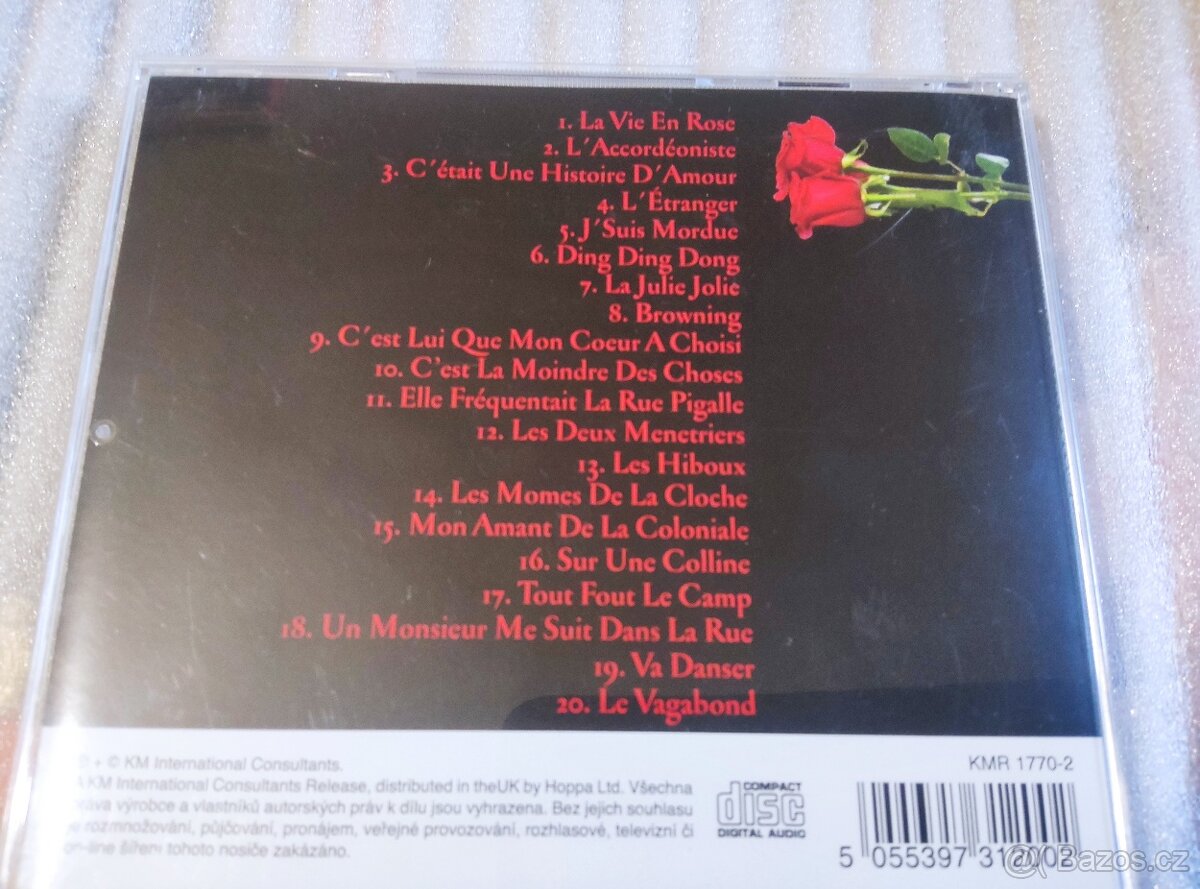 1. La Vie En Rose
2. L´Accordéoniste
3. C´était Une Histoire D´Amour
4. L´Étranger
5. J´Suis Mordue
6. Ding Ding Dong
7. La Julie Jolie
8. Browning
9. C´est Lui Que Mon Coeur A Choisi
10. C'est La Moindre Des Choses
11. Elle Fréquentait La Rue Pigalle
12. Les Deux Menetriers
13. Les Hiboux
14. Les Momes De La Cloche
15. Mon Amant De La Coloniale
16. Sur Une Colline
17. Tout Fout Le Camp
18. Un Monsieur Me Suit Dans La Rue
19. Va Danser
20. Le Vagabond
℗ + © KM International Consultants.
A KM International Consultants Release, distributed in theUK by Hoppa Ltd. Všechna
práva výrobce a vlastníků autorských práv k dílu jsou vyhrazena. Bez jejich souhlasu
je rozmnožování, půjčování, pronájem, veřejné provozování, rozhlasové, televizní či
on-line šíření tohoto nosiče zakázáno.
COMPACT
disc
DIGITAL AUDIO
KMR 1770-2
5 055397
Bazos.cz